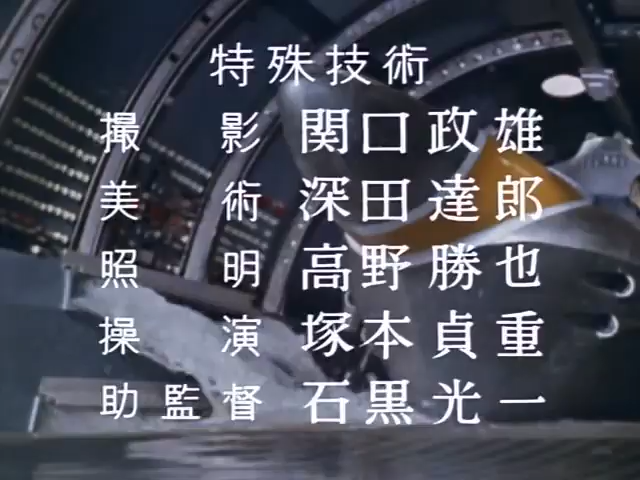 特殊技術
撮影 関口政雄
美術 深田達郎
照明 高野勝也
操演 塚本貞重
助監督 石黒光一